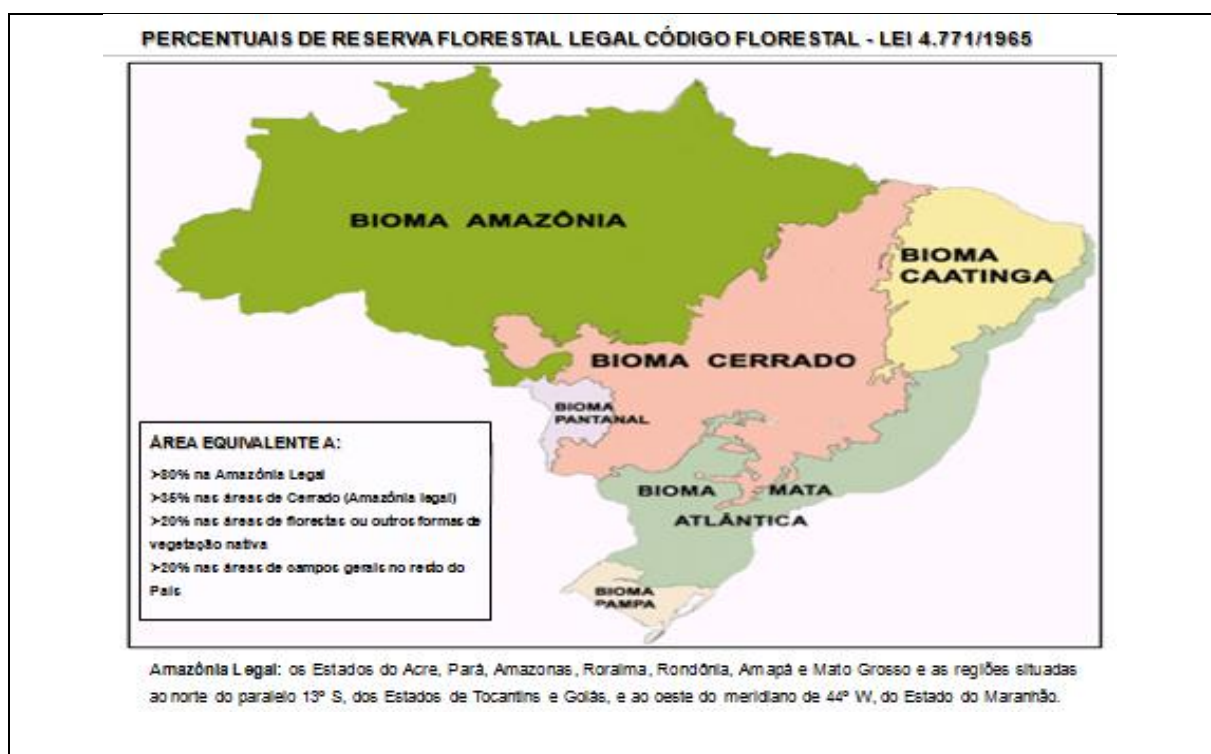 PERCENTUAIS DE RESERVA FLORESTAL LEGAL CÓDIGO FLORESTAL - LEI 4.771/1965
BIOMA AMAZÔNIA
BIOMA
CAATINGA
BIOMA CERRADO
BIOMA
PANTANAL
BIOMA MATA
ATLÂNTICA
BIOMA
PAMPA
ÁREA EQUIVALENTE A:
>80% na Amazônia Legal
>35% nas áreas de Cerrado (Amazônia legal)
>20% nas áreas de florestas ou outros formas de
vegetação nativa
>20% nas áreas de campos gerais no resto do
País
Amazônia Legal: os Estados do Acre, Pará, Amazonas, Roraima, Rondônia, Amapá e Mato Grosso e as regiões situadas
ao norte do paralelo 13º S, dos Estados de Tocantins e Goiás, e ao oeste do meridiano de 44º W, do Estado do Maranhão.